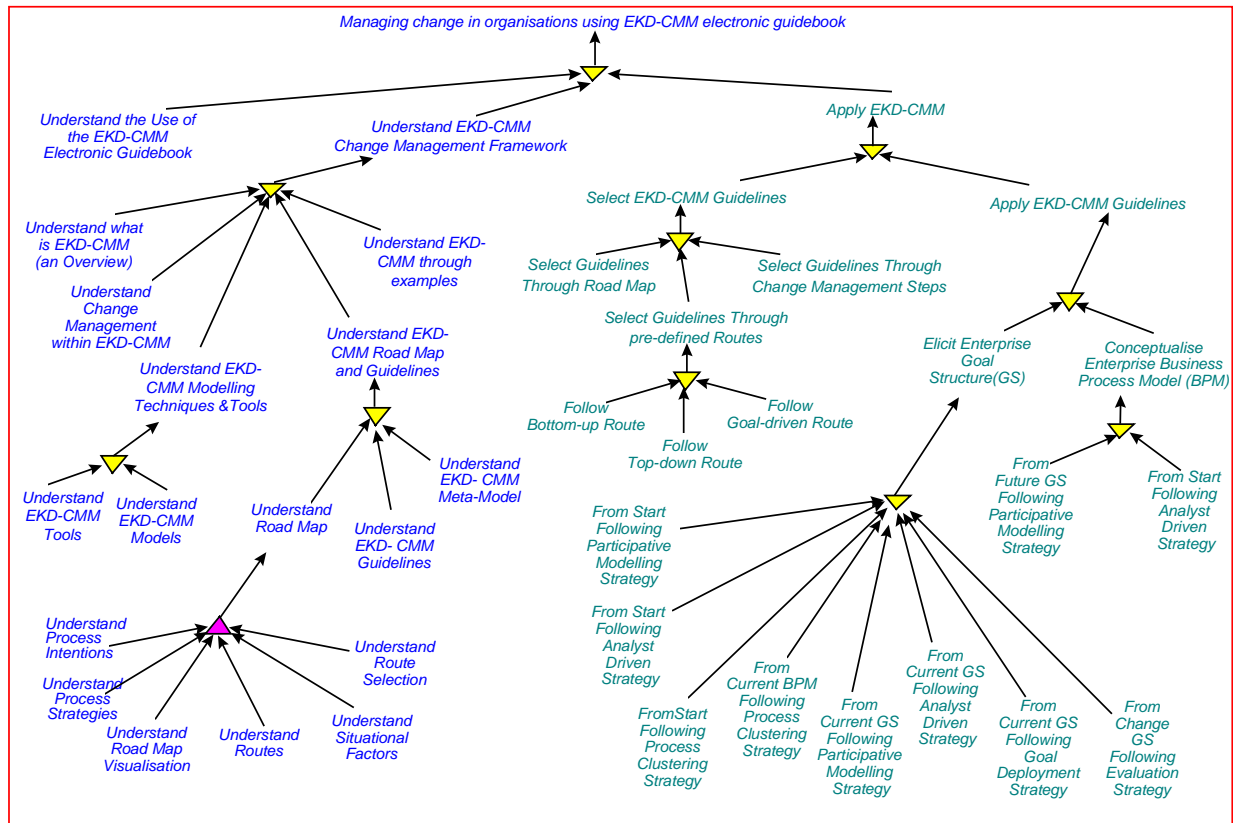 Managing change in organisations using EKD-CMM electronic guidebook
Understand the Use of
the EKD-CMM
Electronic Guidebook
Understand EKD-CMM
Change Management Framework
Apply EKD-CMM
Select EKD-CMM Guidelines
Apply EKD-CMM Guidelines
Understand what
is EKD-CMM
(an Overview)
Understand
Change
Management
within EKD-CMM
Understand EKD-
CMM through
examples
Understand EKD-
CMM Modelling
Techniques &Tools
Understand EKD-
CMM Road Map
and Guidelines
Select Guidelines
Through Road Map
Select Guidelines Through
Change Management Steps
Select Guidelines Through
pre-defined Routes
Elicit Enterprise
Goal
Structure(GS)
Conceptualise
Enterprise Business
Process Model (BPM)
Follow
Bottom-up Route
Follow
Top-down Route
Follow
Goal-driven Route
Understand
EKD-CMM
Tools
Understand
EKD-CMM
Models
Understand
Road Map
Understand
EKD- CMM
Guidelines
Understand
EKD- CMM
Meta-Model
From
Future GS
Following
Participative
Modelling
Strategy
From Start
Following
Analyst
Driven
Strategy
From Start
Following
Participative
Modelling
Strategy
From Start
Following
Analyst
Driven
Strategy
FromStart
Following
Process
Clustering
Strategy
From
Current BPM
Following
Process
Clustering
Strategy
From
Current GS
Following
Participative
Modelling
Strategy
From
Current GS
Following
Analyst
Driven
Strategy
From
Current GS
Following
Goal
Deployment
Strategy
From
Change
GS
Following
Evaluation
Strategy
Understand
Process
Intentions
Understand
Process
Strategies
Understand
Road Map
Visualisation
Understand
Routes
Understand
Situational
Factors
Understand
Route
Selection